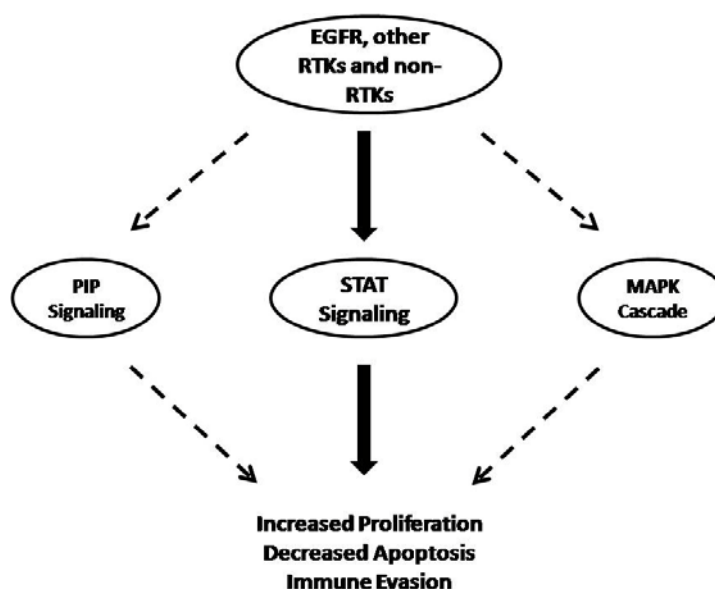 EGFR, other
RTKs and non-
RTKs
PIP
Signaling
STAT
Signaling
MAPK
Cascade
Increased Proliferation
Decreased Apoptosis
Immune Evasion